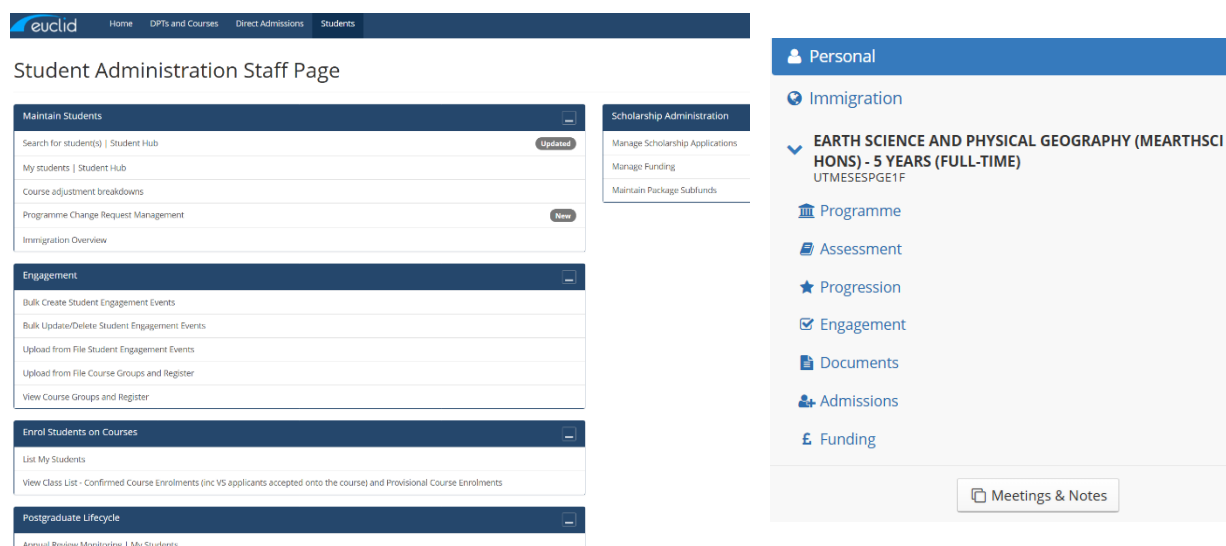 euclid Home DPTs and Courses Direct Admissions Students
Student Administration Staff Page
Maintain Students
Search for student(s) | Student Hub Updated
My students | Student Hub
Course adjustment breakdowns
Programme Change Request Management New
Immigration Overview
Engagement
Bulk Create Student Engagement Events
Bulk Update/Delete Student Engagement Events
Upload from File Student Engagement Events
Upload from File Course Groups and Register
View Course Groups and Register
Enrol Students on Courses
List My Students
View Class List - Confirmed Course Enrolments (inc VS applicants accepted onto the course) and Provisional Course Enrolments
Postgraduate Lifecycle
Annual Review Monitoring | My Students
Scholarship Administration
Manage Scholarship Applications
Manage Funding
Maintain Package Subfunds
Personal
Immigration
EARTH SCIENCE AND PHYSICAL GEOGRAPHY (MEARTHSCI
HONS) - 5 YEARS (FULL-TIME)
UTMESESPGE1F
Programme
Assessment
Progression
Engagement
Documents
Admissions
£ Funding
Meetings & Notes